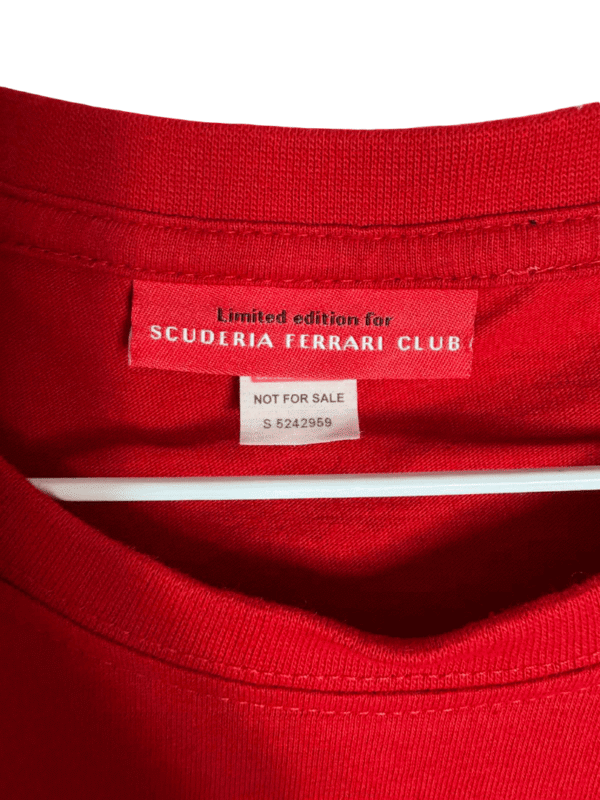 Limited edition for
SCUDERIA FERRARI CLUB
NOT FOR SALE
S 5242959